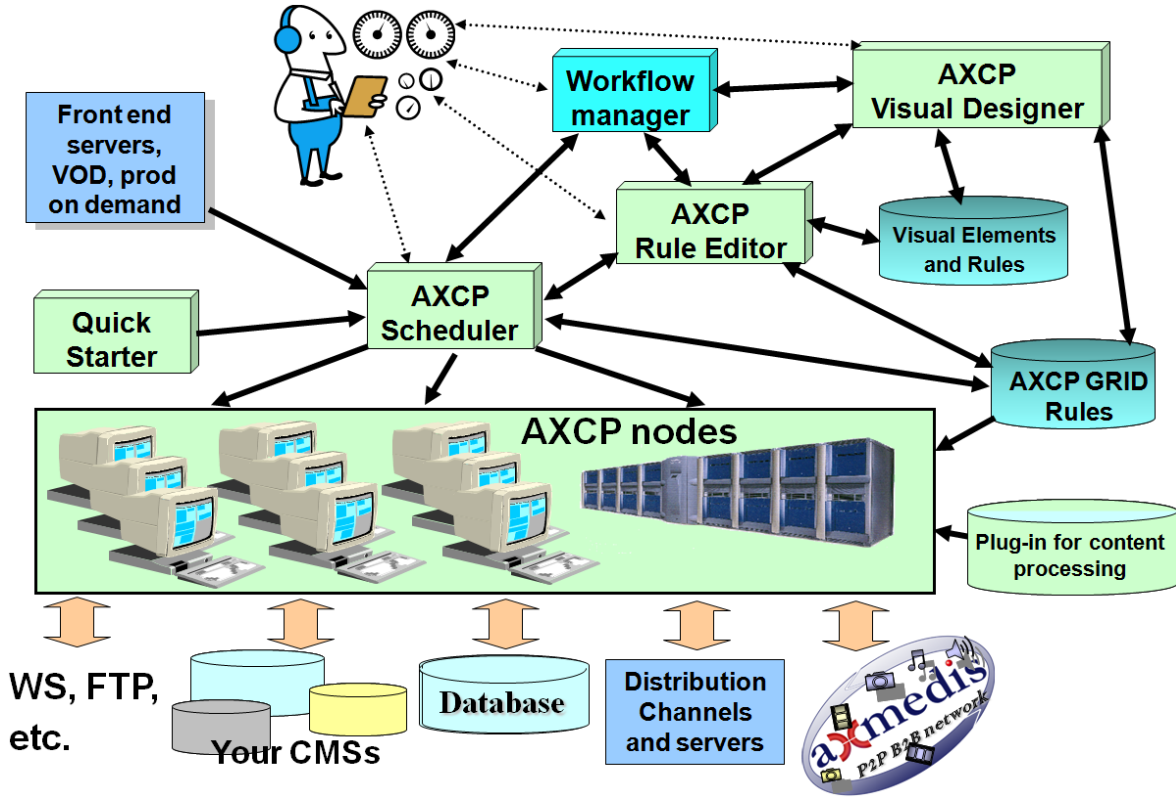 Workflow
manager
AXCP
Visual Designer
Front end
servers,
VOD, prod
on demand
AXCP
Rule Editor
Visual Elements
and Rules
AXCP
Scheduler
Quick
Starter
AXCP GRID
Rules
AXCP nodes
Plug-in for content
processing
WS, FTP,
etc.
Your CMSs
Database
Distribution
Channels
and servers
axmedis
P2P B2B network